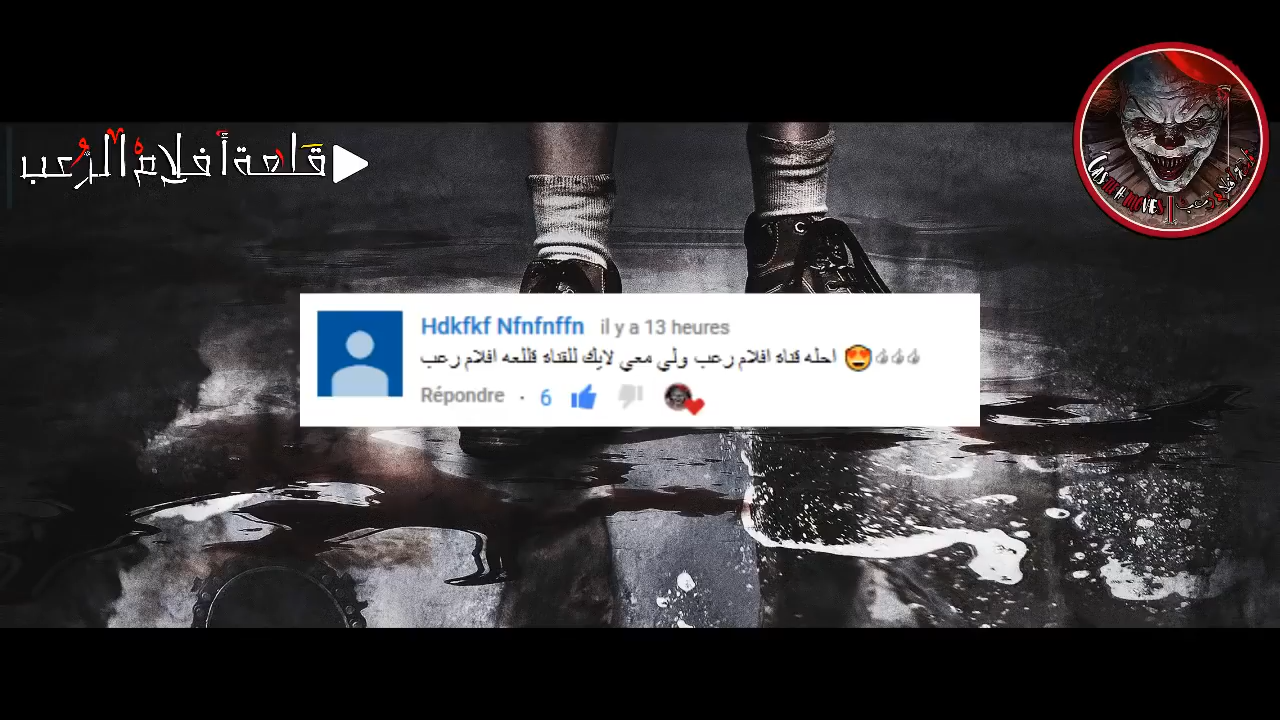 قلعة أفلام الرعب
Hdkfkf Nfnfnffn il y a 13 heures
احله قناه افلام رعب ولي معي لايك للقناه قللعه افلام رعب 😍👌👌👌
Répondre · 6